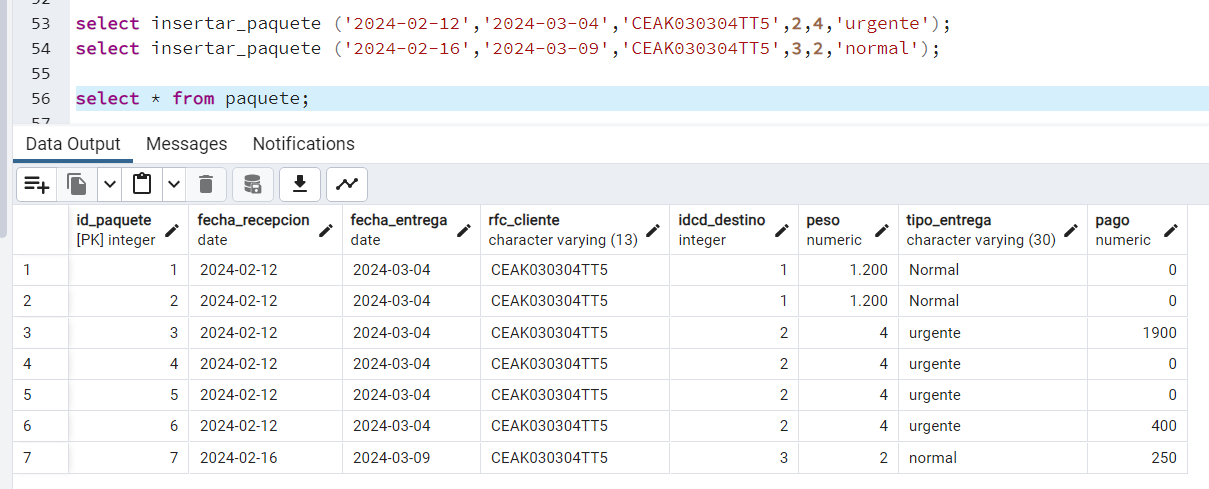 53 select insertar_paquete ('2024-02-12','2024-03-04','CEAK030304TT5',2,4,'urgente');
54 select insertar_paquete ('2024-02-16','2024-03-09','CEAK030304TT5',3,2,'normal');
55
56 select * from paquete;
Data Output Messages Notifications
id_paquete fecha_recepcion fecha_entrega rfc_cliente idcd_destino peso tipo_entrega pago
[PK] integer date date character varying (13) integer numeric character varying (30) numeric
1 1 2024-02-12 2024-03-04 CEAK030304TT5 1 1.200 Normal 0
2 2 2024-02-12 2024-03-04 CEAK030304TT5 1 1.200 Normal 0
3 3 2024-02-12 2024-03-04 CEAK030304TT5 2 4 urgente 1900
4 4 2024-02-12 2024-03-04 CEAK030304TT5 2 4 urgente 0
5 5 2024-02-12 2024-03-04 CEAK030304TT5 2 4 urgente 0
6 6 2024-02-12 2024-03-04 CEAK030304TT5 2 4 urgente 400
7 7 2024-02-16 2024-03-09 CEAK030304TT5 3 2 normal 250